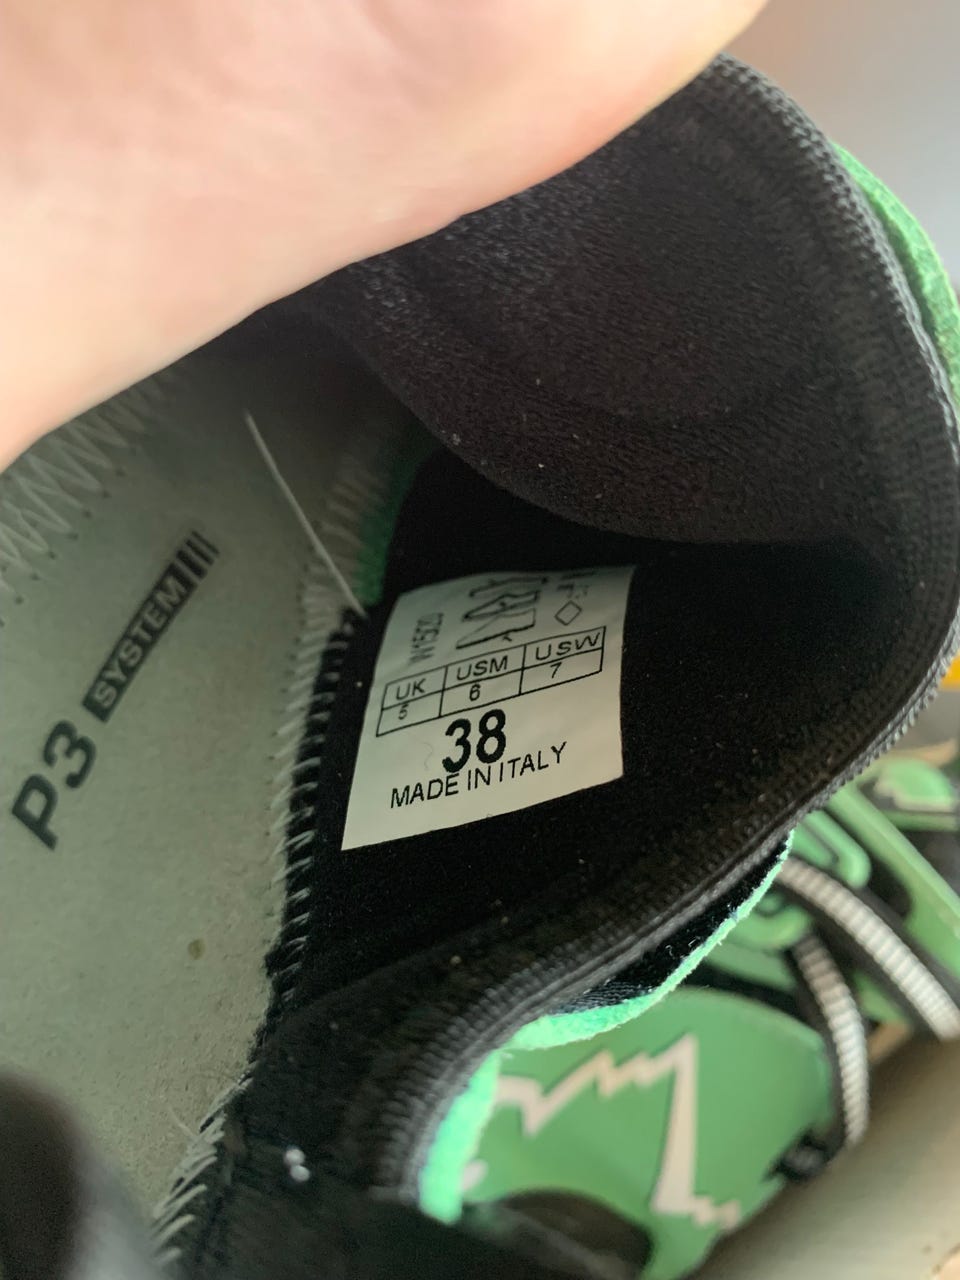 P3 SYSTEM
UK USM USW
5 6 7
38
MADE IN ITALY